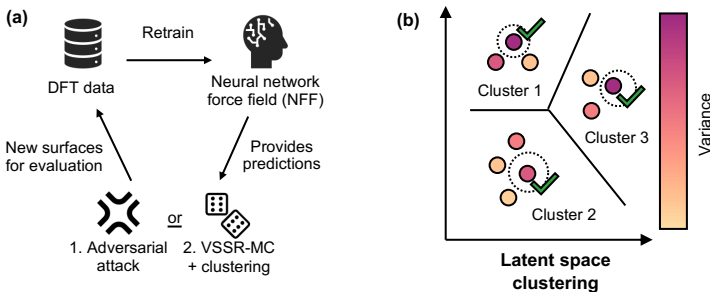 (a)
Retrain
DFT data
Neural network
force field (NFF)
New surfaces
for evaluation
Provides
predictions
or
1. Adversarial
attack
2. VSSR-MC
+ clustering
(b)
Cluster 1
Cluster 3
Cluster 2
Variance
Latent space
clustering